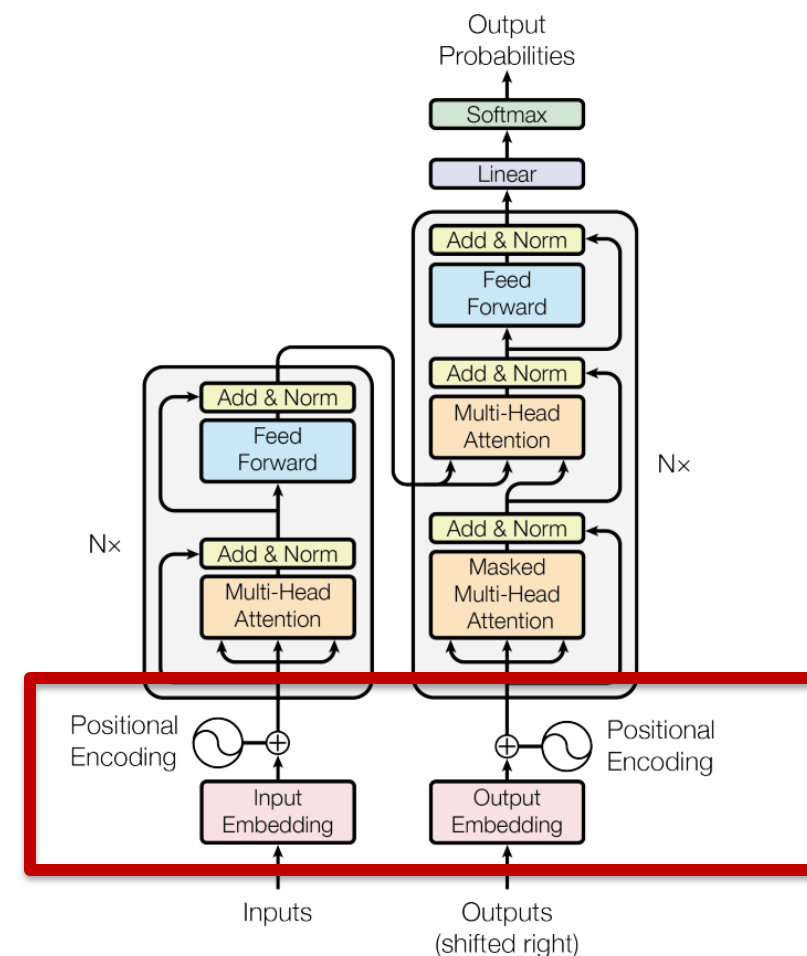 Output
Probabilities
Softmax
Linear
Add & Norm
Feed
Forward
Add & Norm
Multi-Head
Attention
Nx
Add & Norm
Masked
Multi-Head
Attention
Add & Norm
Feed
Forward
Nx
Add & Norm
Multi-Head
Attention
Positional
Encoding
Positional
Encoding
Input
Embedding
Output
Embedding
Inputs
Outputs
(shifted right)